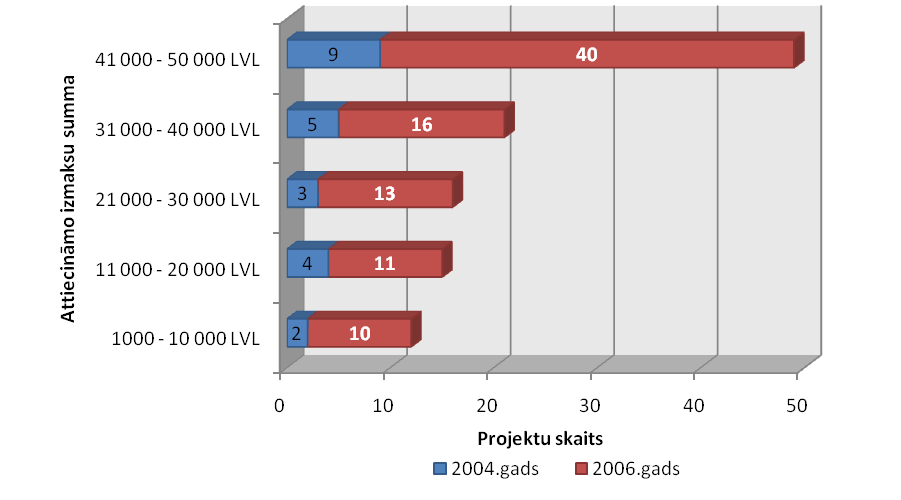 Attiecināmo izmaksu summa
41 000 - 50 000 LVL
9 40
31 000 - 40 000 LVL
5 16
21 000 - 30 000 LVL
3 13
11 000 - 20 000 LVL
4 11
1000 - 10 000 LVL
2 10
0 10 20 30 40 50
Projektu skaits
2004.gads 2006.gads